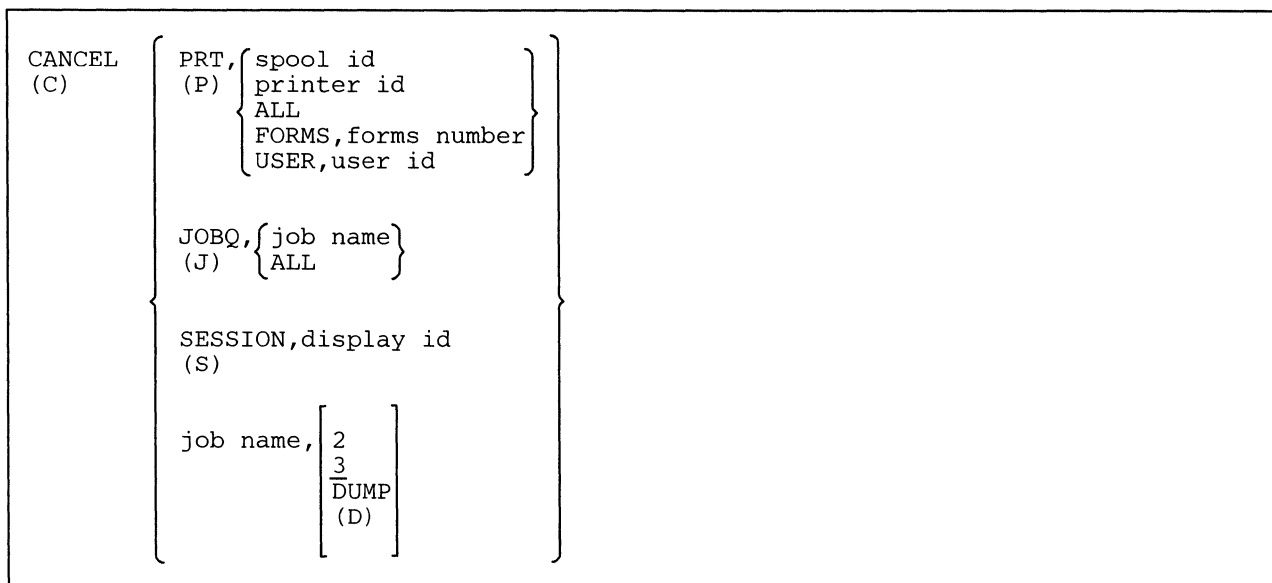 CANCEL PRT, spool id
(C) (P) printer id
ALL
FORMS,forms number
USER,user id
JOBQ, job name
(J) ALL
SESSION,display id
(S)
job name, 2
3
DUMP
(D)